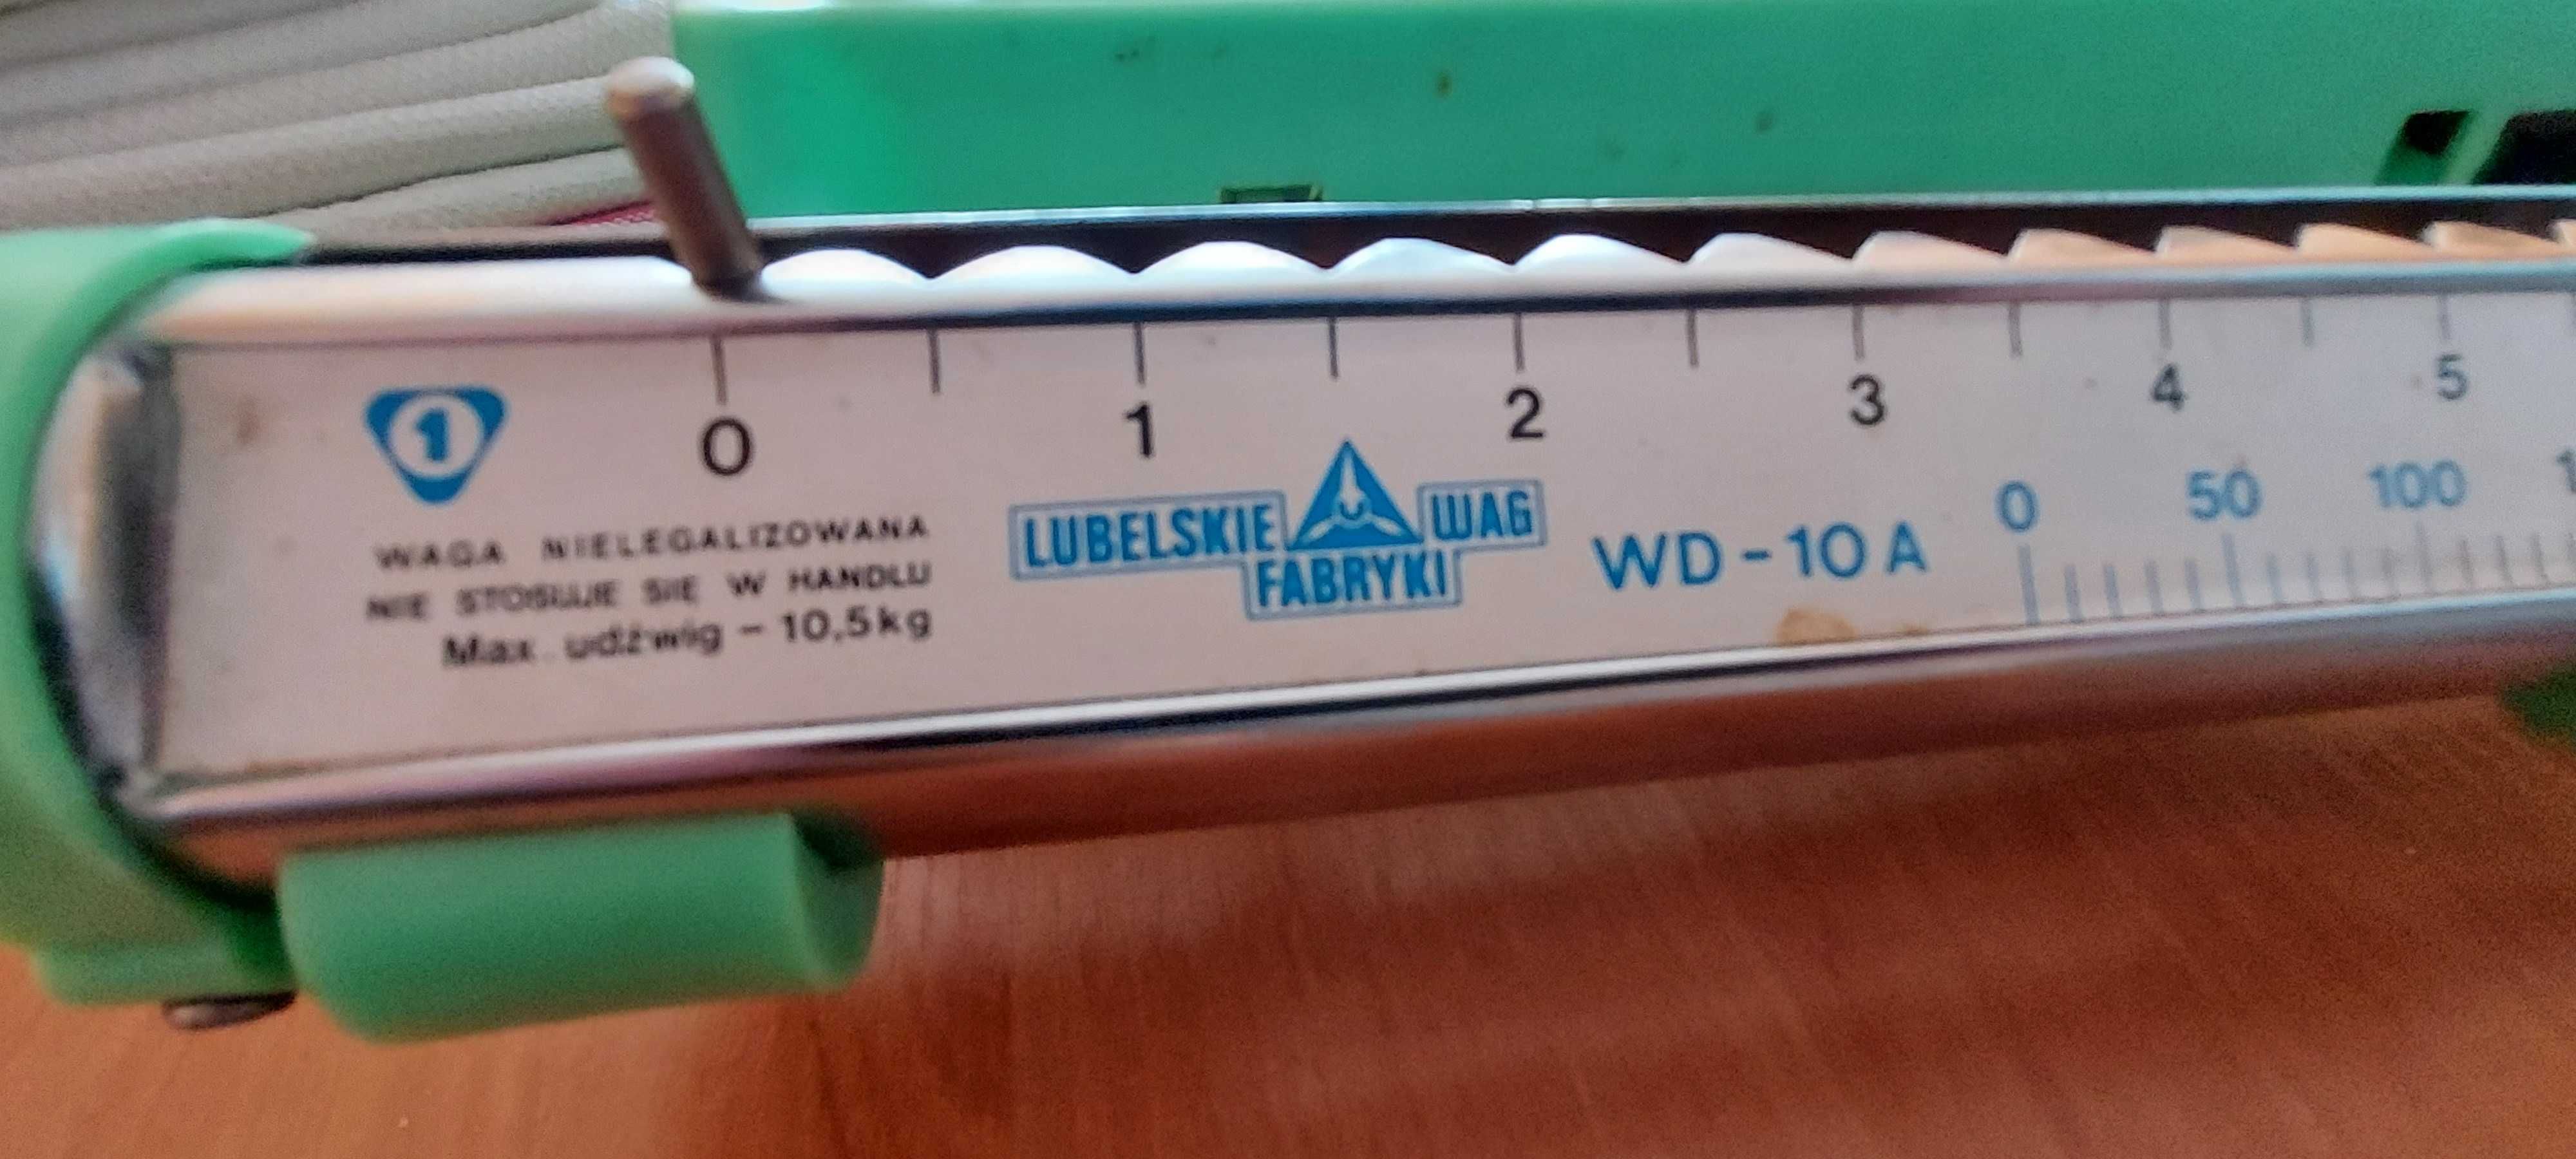 0 1 2 3 4 5
1
WAGA NIELEGALIZOWANA
NIE STOSUJE SIE W HANDLU
Max. udźwig - 10,5kg
LUBELSKIE WAG
FABRYKI
WD-10A
0 50 100